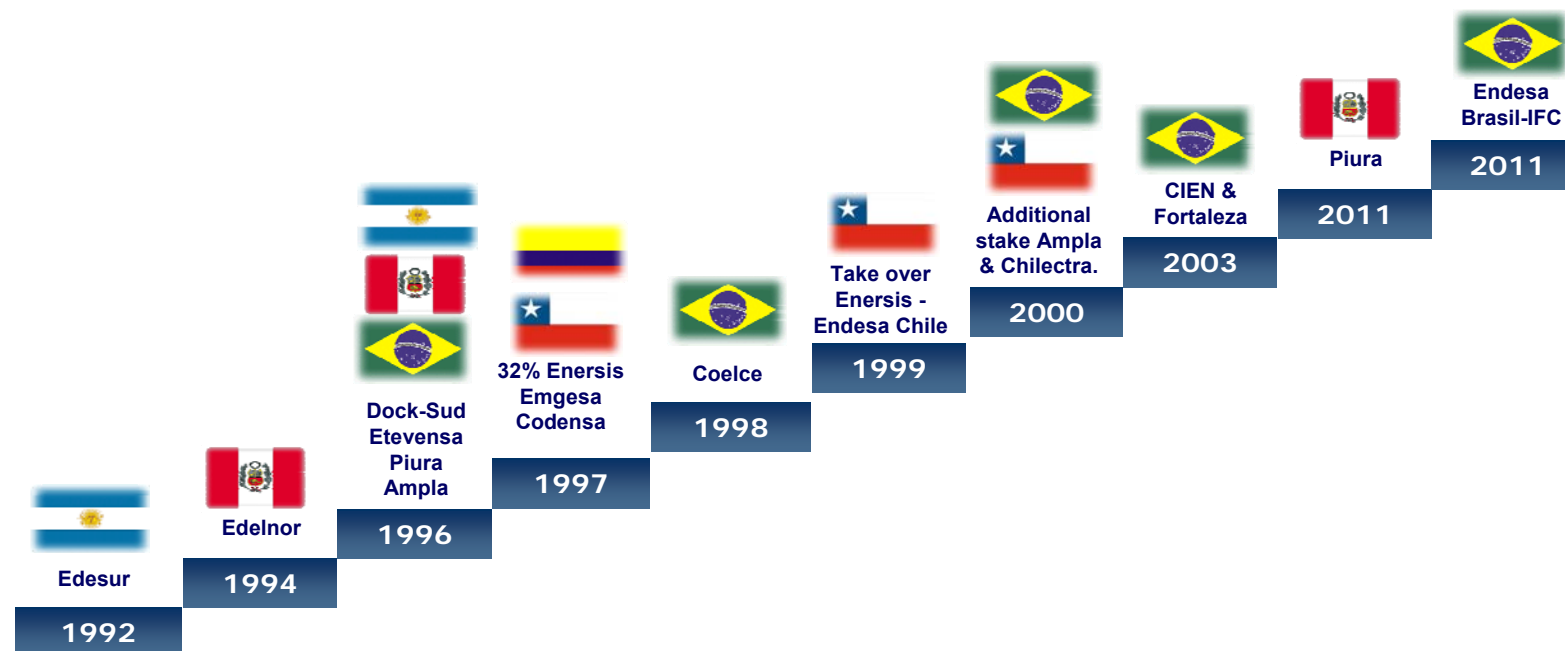 Edesur
1992
Edelnor
1994
Dock-Sud
Etevensa
Piura
Ampla
1996
32% Enersis
Emgesa
Codensa
1997
Coelce
1998
Take over
Enersis -
Endesa Chile
1999
Additional
stake Ampla
& Chilectra.
2000
CIEN &
Fortaleza
2003
Piura
2011
Endesa
Brasil-IFC
2011